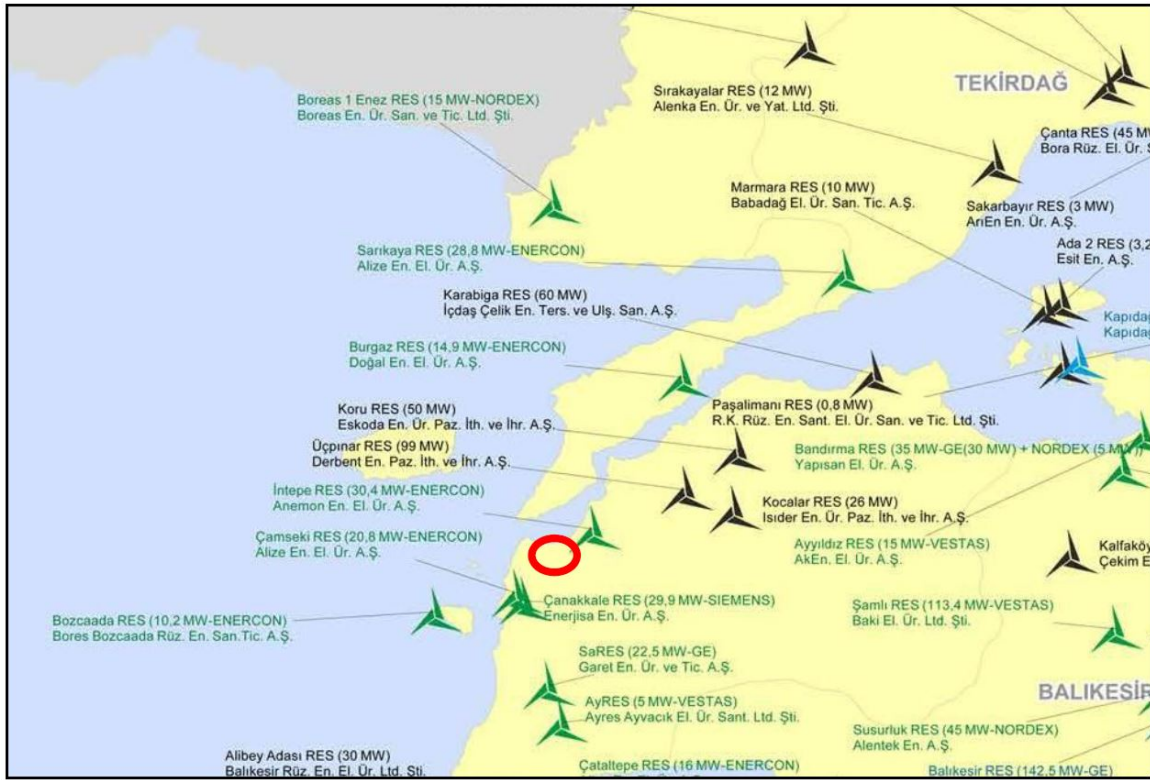 Sırakayalar RES (12 MW)
Alenka En. Ür. ve Yat. Ltd. Şti.
TEKİRDAĞ
Boreas 1 Enez RES (15 MW-NORDEX)
Boreas En. Ür. San. ve Tic. Ltd. Şti.
Çanta RES (45 M
Bora Rüz. El. Ür.
Marmara RES (10 MW)
Babadağ El. Ür. San. Tic. A.Ş.
Sakarbayır RES (3 MW)
ArıEn En. Ür. A.Ş.
Ada 2 RES (3,2
Esit En. A.Ş.
Sarıkaya RES (28,8 MW-ENERCON)
Alize En. El. Ür. A.Ş.
Karabiga RES (60 MW)
İçdaş Çelik En. Ters. ve Ulş. San. A.Ş.
Kapıdağ
Kapıdağ
Burgaz RES (14,9 MW-ENERCON)
Doğal En. El. Ür. A.Ş.
Paşalimanı RES (0,8 MW)
R.K. Rüz. En. Sant. El. Ür. San. ve Tic. Ltd. Şti.
Koru RES (50 MW)
Eskoda En. Ür. Paz. İth. ve İhr. A.Ş.
Üçpınar RES (99 MW)
Derbent En. Paz. İth. ve İhr. A.Ş.
Bandırma RES (35 MW-GE(30 MW) + NORDEX (5 MW))
Yapısan El. Ür. A.Ş.
İntepe RES (30,4 MW-ENERCON)
Anemon En. El. Ür. A.Ş.
Kocalar RES (26 MW)
Isıder En. Ür. Paz. İth. ve İhr. A.Ş.
Çamseki RES (20,8 MW-ENERCON)
Alize En. El. Ür. A.Ş.
Ayyıldız RES (15 MW-VESTAS)
AkEn. El. Ür. A.Ş.
Kalfaköy
Çekim E
Çanakkale RES (29,9 MW-SIEMENS)
Enerjisa En. Ür. A.Ş.
Şamlı RES (113,4 MW-VESTAS)
Baki El. Ür. Ltd. Şti.
Bozcaada RES (10,2 MW-ENERCON)
Bores Bozcaada Rüz. En. San.Tic. A.Ş.
SaRES (22,5 MW-GE)
Garet En. Ür. ve Tic. A.Ş.
BALIKESİR
AyRES (5 MW-VESTAS)
Ayres Ayvacık El. Ür. Sant. Ltd. Şti.
Susurluk RES (45 MW-NORDEX)
Alentek En. A.Ş.
Alibey Adası RES (30 MW)
Balıkesir Rüz. En. El. Ür. Ltd. Şti.
Çataltepe RES (16 MW-ENERCON)
Balıkesir RES (142,5 MW-GE)